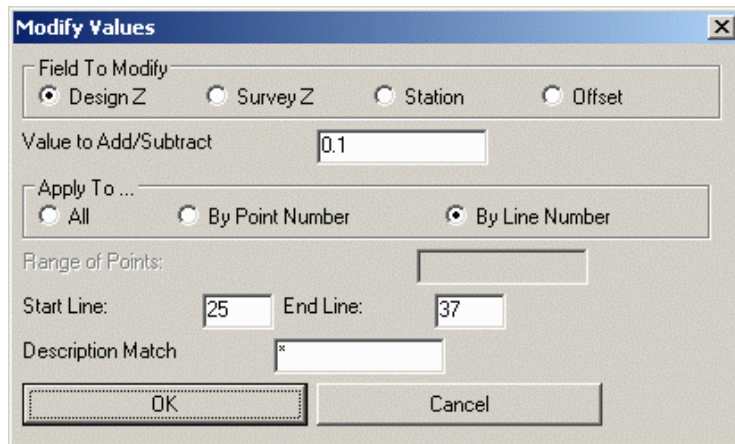 Modify Values
Field To Modify
Design Z Survey Z Station Offset
Value to Add/Subtract 0.1
Apply To ...
All By Point Number By Line Number
Range of Points:
Start Line: 25 End Line: 37
Description Match *
OK Cancel